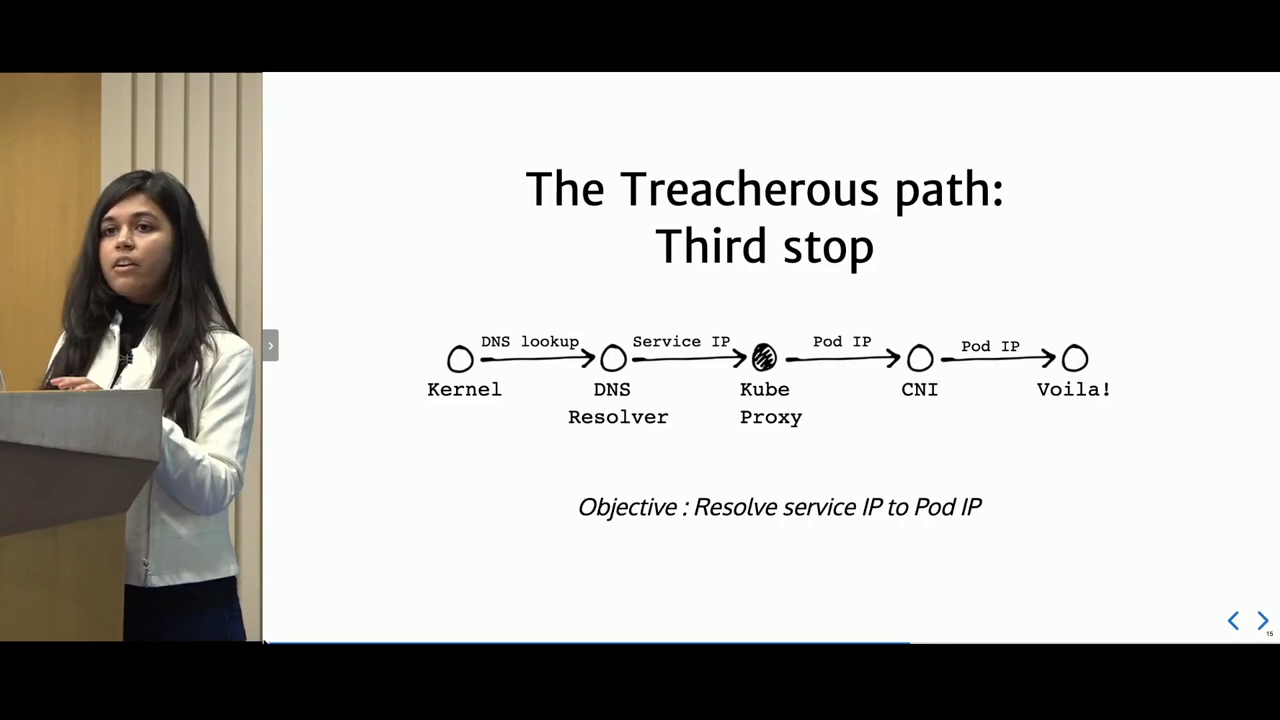 The Treacherous path:
Third stop
DNS lookup
Service IP
Pod IP
Pod IP
Kernel
DNS
Resolver
Kube
Proxy
CNI
Voila!
Objective : Resolve service IP to Pod IP
15